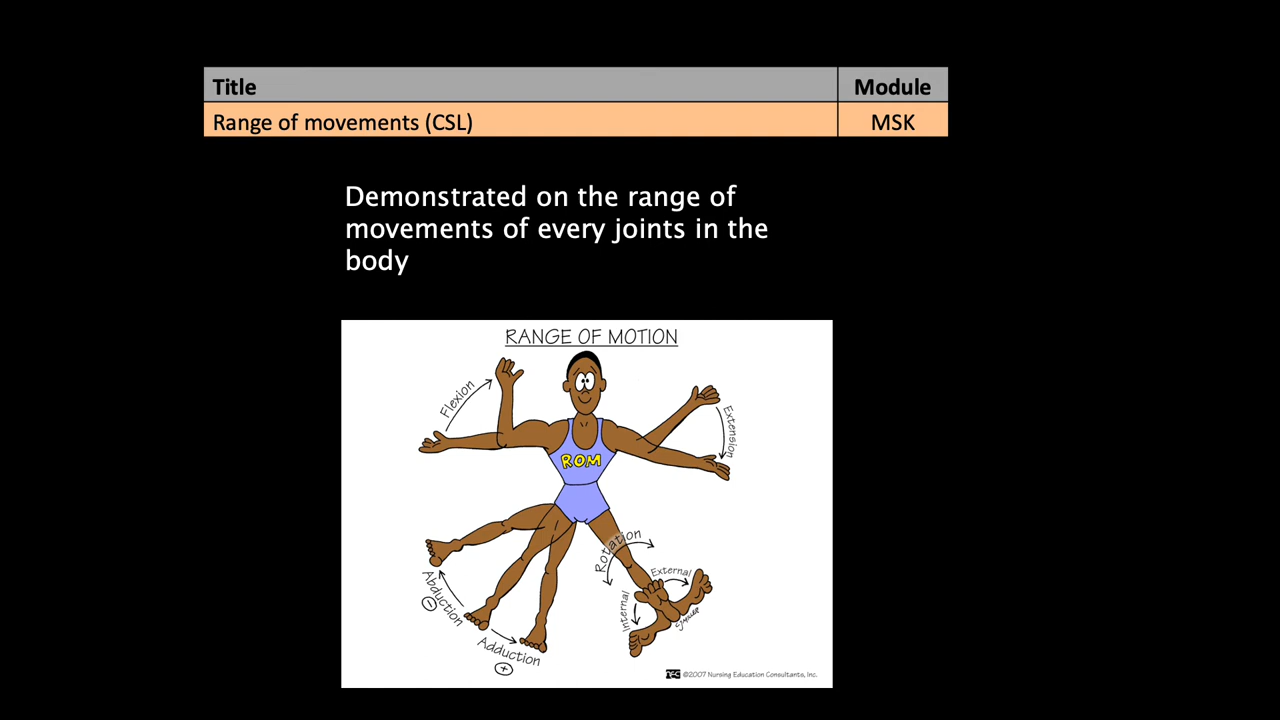 Title Module
Range of movements (CSL) MSK
Demonstrated on the range of
movements of every joints in the
body
RANGE OF MOTION
Flexion
Extension
ROM
Rotation
External
Internal
Abduction
−
Adduction
+
©2007 Nursing Education Consultants, Inc.